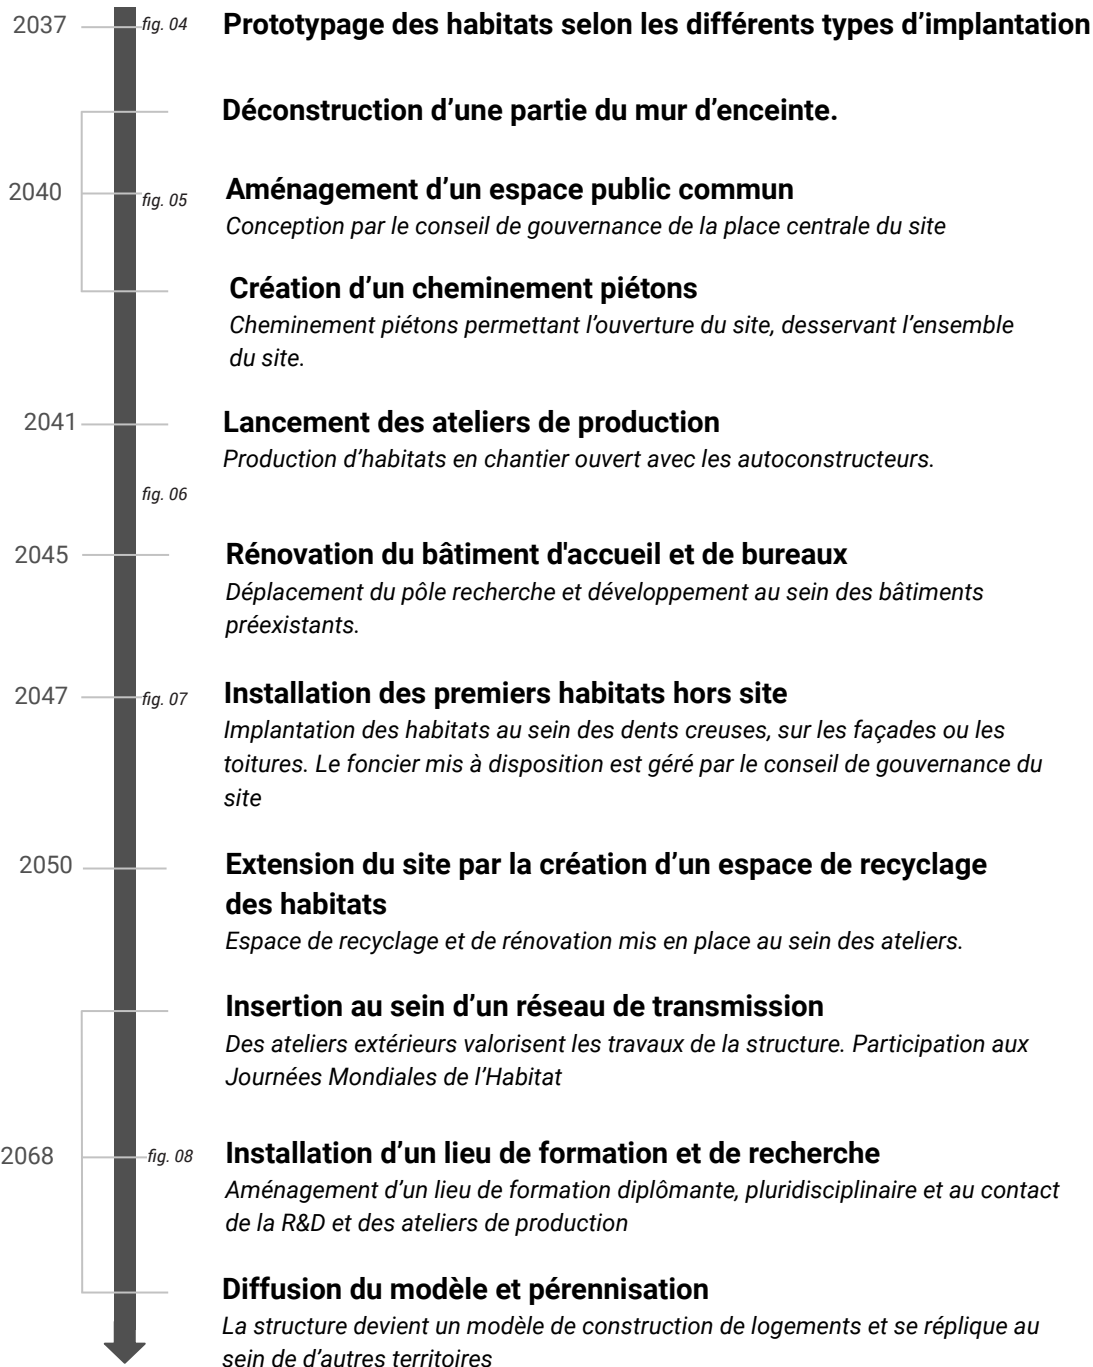 2037 fig. 04 Prototypage des habitats selon les différents types d’implantation
Déconstruction d’une partie du mur d’enceinte.
2040 fig. 05 Aménagement d’un espace public commun
Conception par le conseil de gouvernance de la place centrale du site
Création d’un cheminement piétons
Cheminement piétons permettant l’ouverture du site, desservant l’ensemble
du site.
2041 Lancement des ateliers de production
Production d’habitats en chantier ouvert avec les autoconstructeurs.
fig. 06
2045 Rénovation du bâtiment d'accueil et de bureaux
Déplacement du pôle recherche et développement au sein des bâtiments
préexistants.
2047 fig. 07 Installation des premiers habitats hors site
Implantation des habitats au sein des dents creuses, sur les façades ou les
toitures. Le foncier mis à disposition est géré par le conseil de gouvernance du
site
2050 Extension du site par la création d’un espace de recyclage
des habitats
Espace de recyclage et de rénovation mis en place au sein des ateliers.
Insertion au sein d’un réseau de transmission
Des ateliers extérieurs valorisent les travaux de la structure. Participation aux
Journées Mondiales de l’Habitat
2068 fig. 08 Installation d’un lieu de formation et de recherche
Aménagement d’un lieu de formation diplômante, pluridisciplinaire et au contact
de la R&D et des ateliers de production
Diffusion du modèle et pérennisation
La structure devient un modèle de construction de logements et se réplique au
sein de d’autres territoires